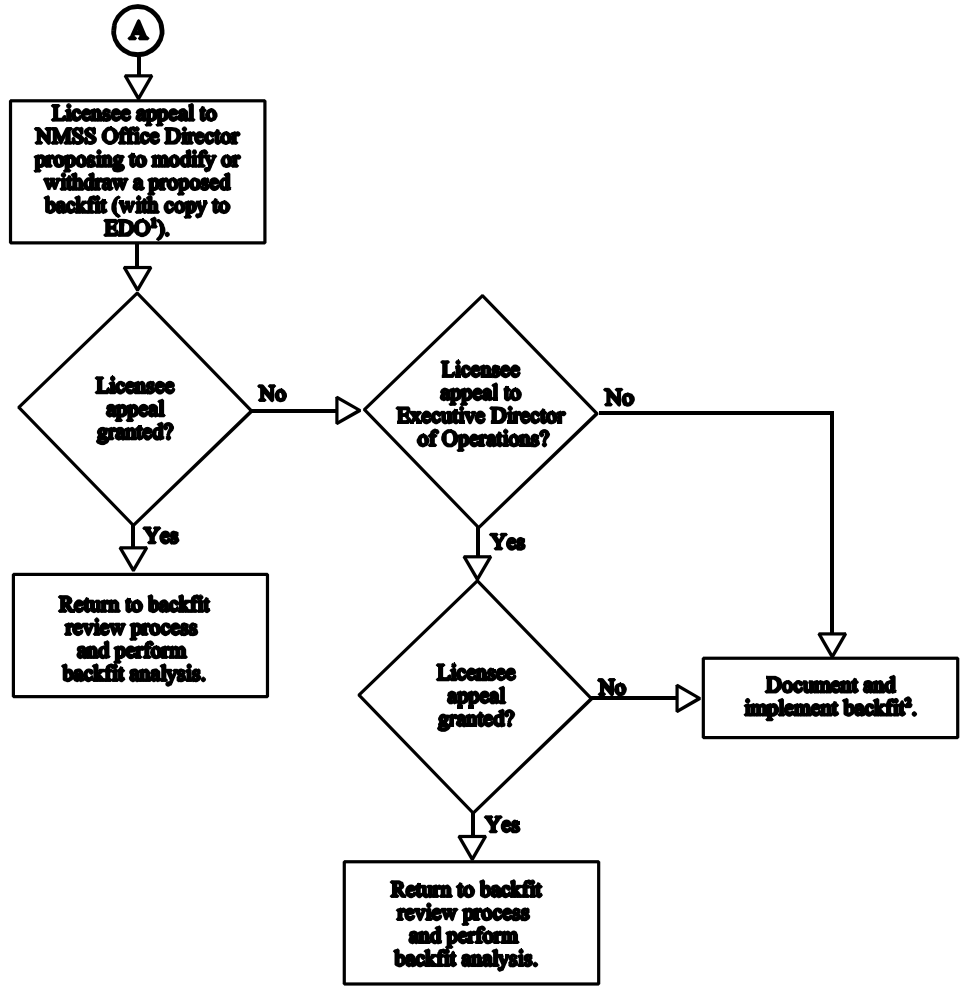 A
Licensee appeal to
NMSS Office Director
proposing to modify or
withdraw a proposed
backfit (with copy to
EDO¹).
Licensee
appeal
granted?
No
Licensee
appeal to
Executive Director
of Operations?
No
Yes
Return to backfit
review process
and perform
backfit analysis.
Yes
Licensee
appeal
granted?
No
Document and
implement backfit².
Yes
Return to backfit
review process
and perform
backfit analysis.